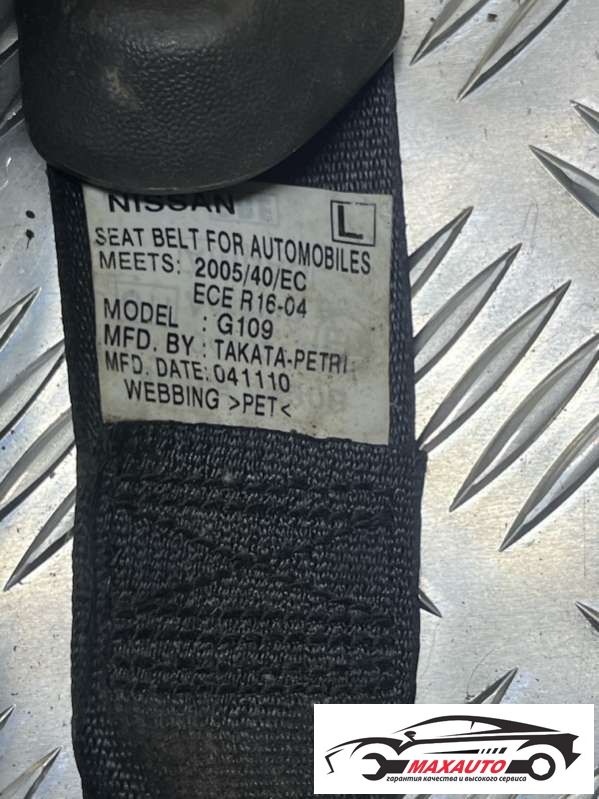 NISSAN L
SEAT BELT FOR AUTOMOBILES
MEETS: 2005/40/EC
ECE R16-04
MODEL : G109
MFD. BY : TAKATA-PETRI
MFD. DATE: 041110
WEBBING >PET<
MAXAUTO
гарантия качества и высокого сервиса